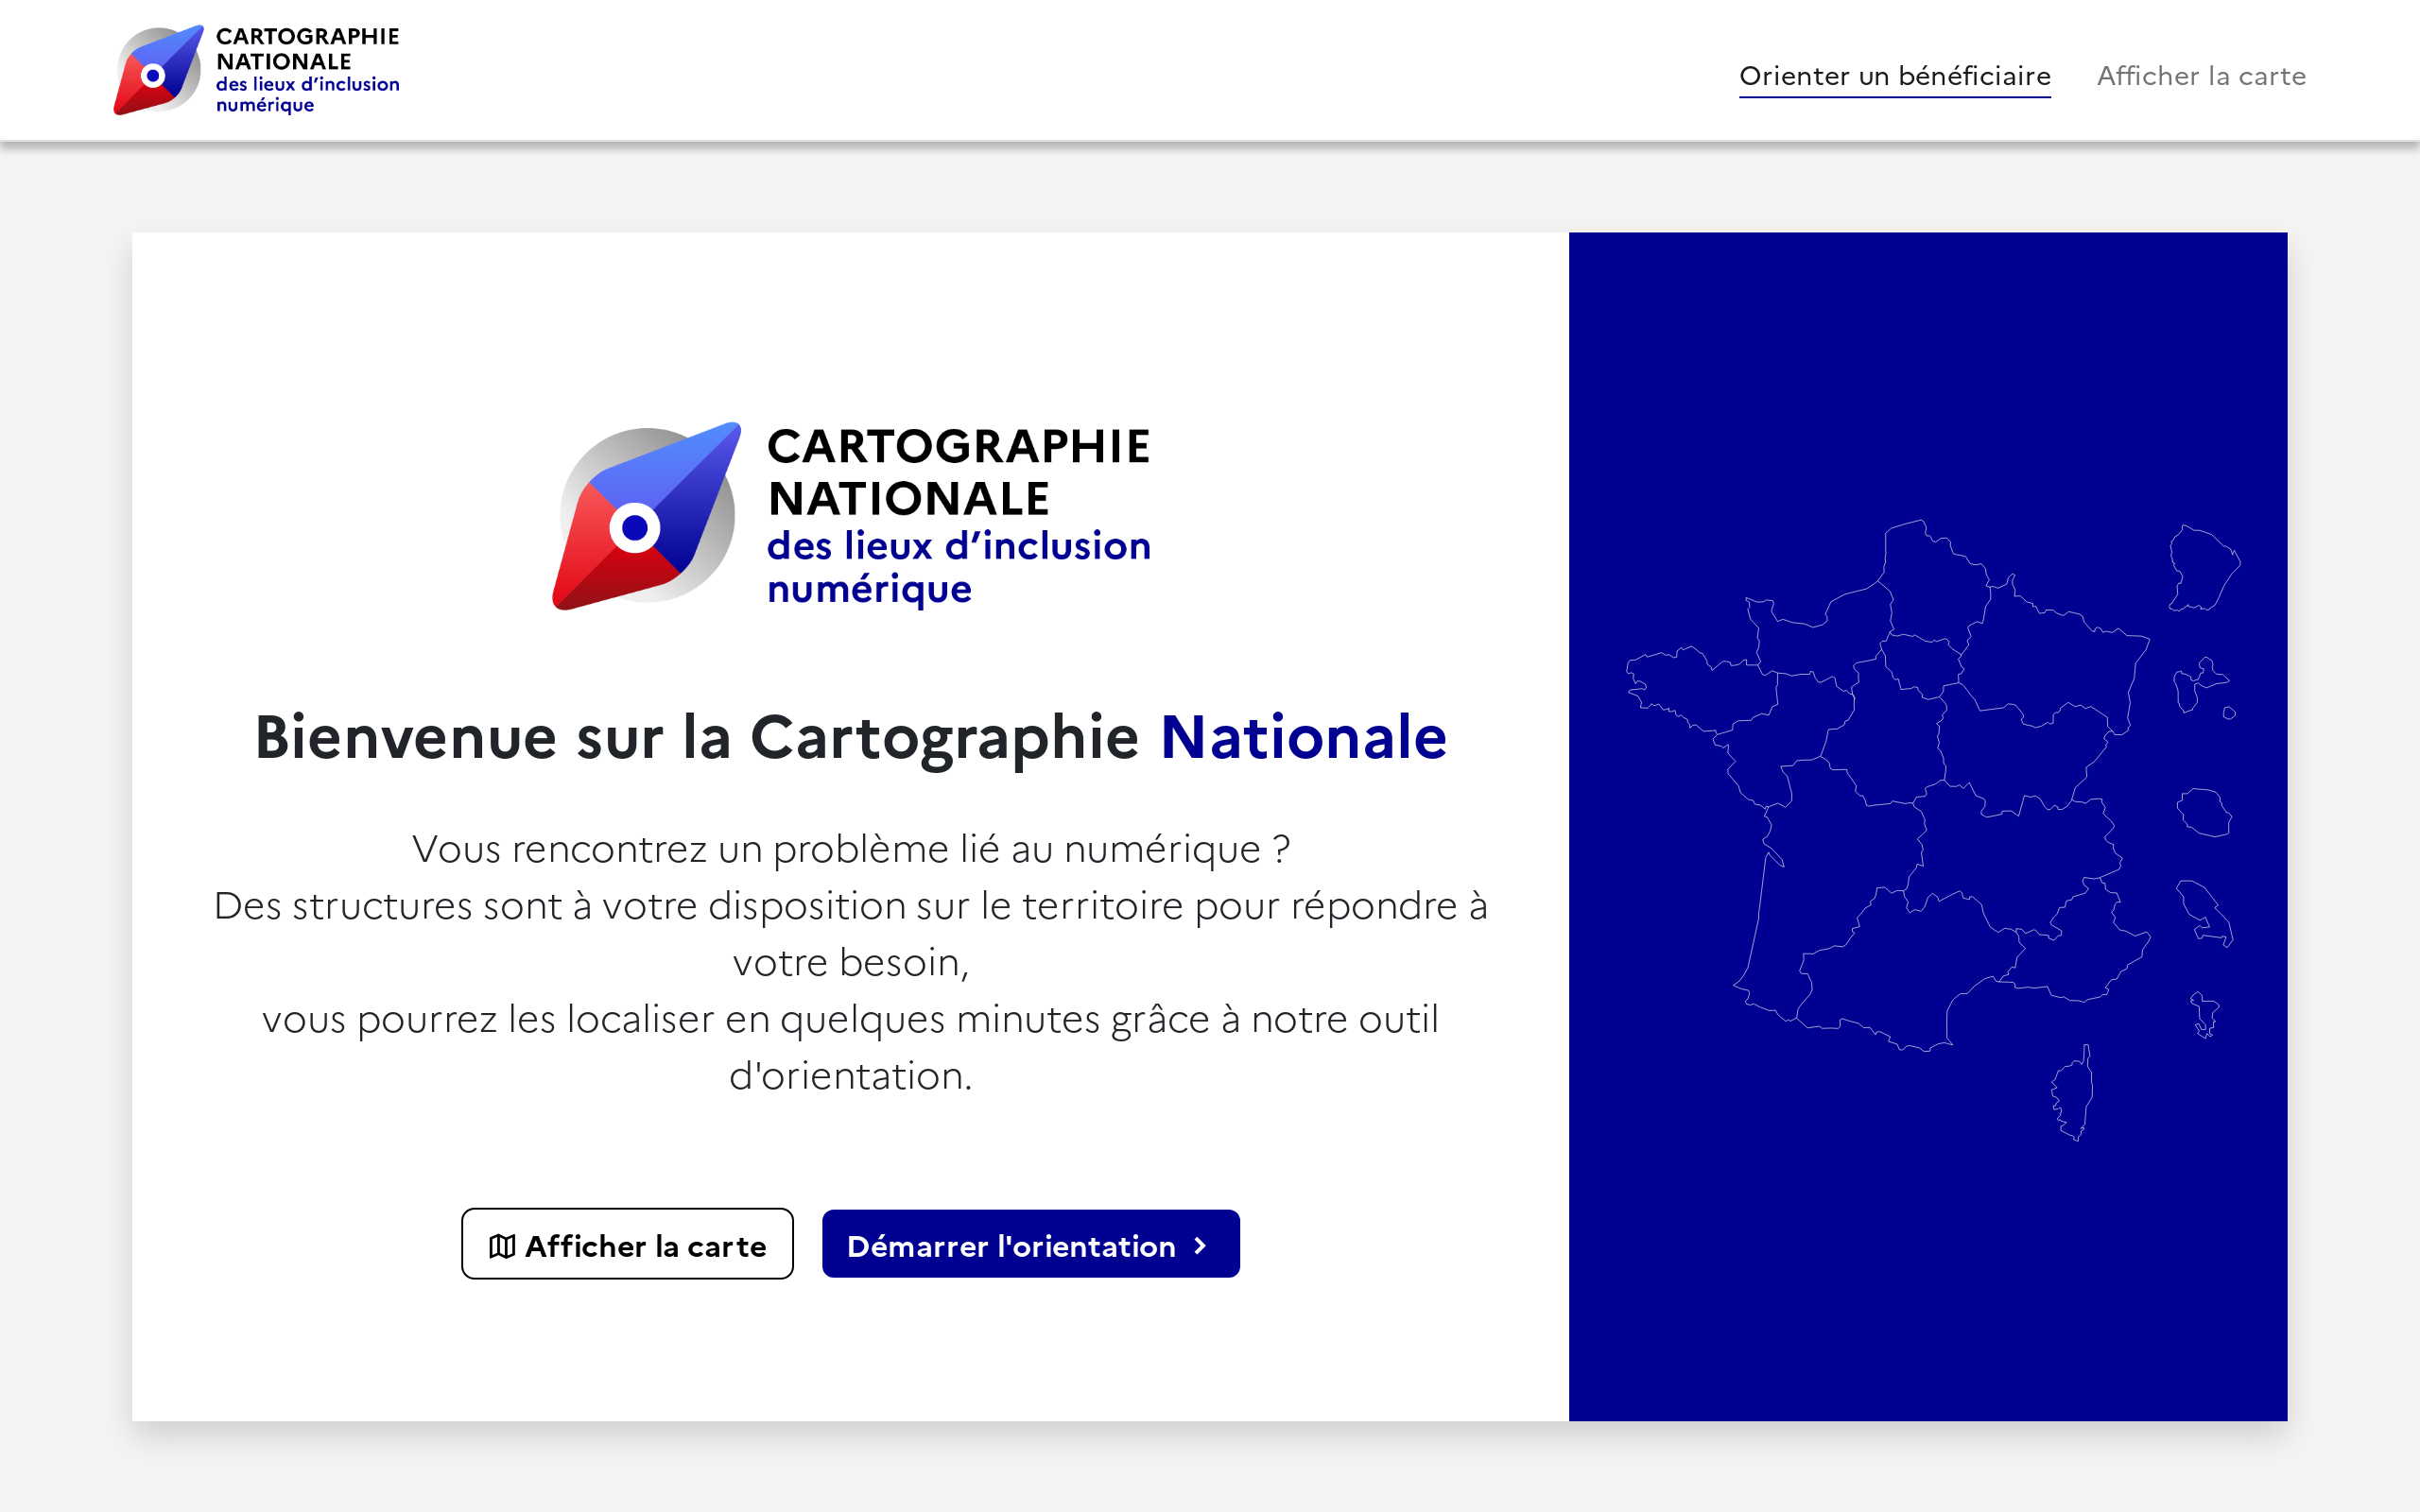 CARTOGRAPHIE
NATIONALE
des lieux d’inclusion
numérique
Orienter un bénéficiaire
Afficher la carte
CARTOGRAPHIE
NATIONALE
des lieux d’inclusion
numérique
Bienvenue sur la Cartographie Nationale
Vous rencontrez un problème lié au numérique ?
Des structures sont à votre disposition sur le territoire pour répondre à
votre besoin,
vous pourrez les localiser en quelques minutes grâce à notre outil
d'orientation.
Afficher la carte
Démarrer l'orientation